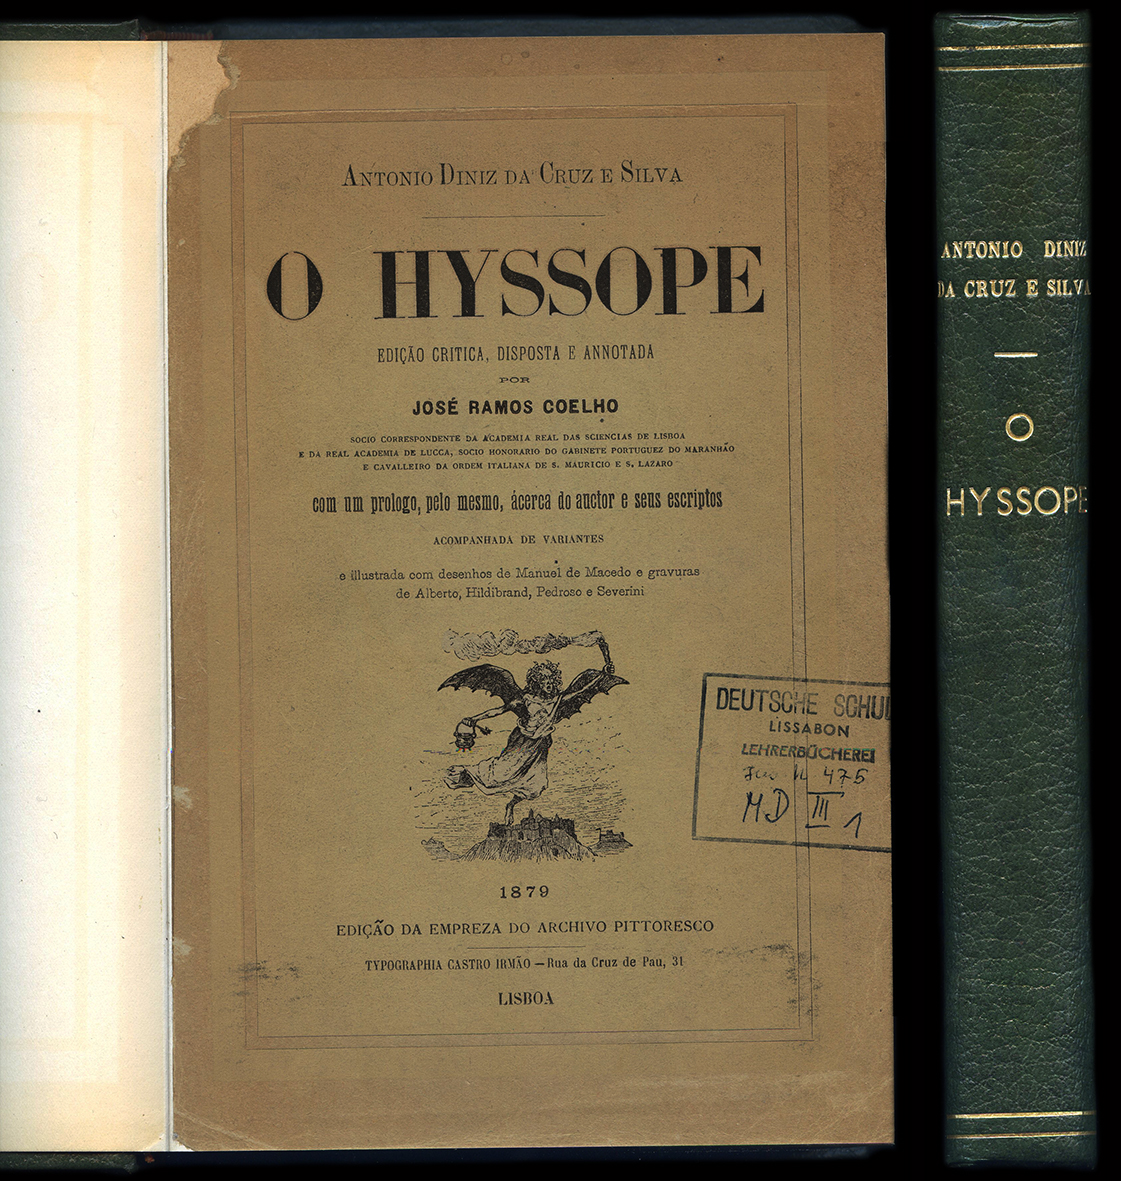 ANTONIO DINIZ DA CRUZ E SILVA
O HYSSOPE
EDIÇÃO CRITICA, DISPOSTA E ANNOTADA
POR
JOSÉ RAMOS COELHO
SOCIO CORRESPONDENTE DA ACADEMIA REAL DAS SCIENCIAS DE LISBOA
E DA REAL ACADEMIA DE LUCCA, SOCIO HONORARIO DO GABINETE PORTUGUEZ DO MARANHÃO
E CAVALLEIRO DA ORDEM ITALIANA DE S. MAURICIO E S. LAZARO
com um prologo, pelo mesmo, ácerca do auctor e seus escriptos
ACOMPANHADA DE VARIANTES
e illustrada com desenhos de Manuel de Macedo e gravuras
de Alberto, Hildibrand, Pedroso e Severini
DEUTSCHE SCHUL
LISSABON
LEHRERBÜCHEREI
475
MD III 1
1879
EDIÇÃO DA EMPREZA DO ARCHIVO PITTORESCO
TYPOGRAPHIA CASTRO IRMÃO — Rua da Cruz de Pau, 31
LISBOA
ANTONIO DINIZ
DA CRUZ E SILVA
O
HYSSOPE